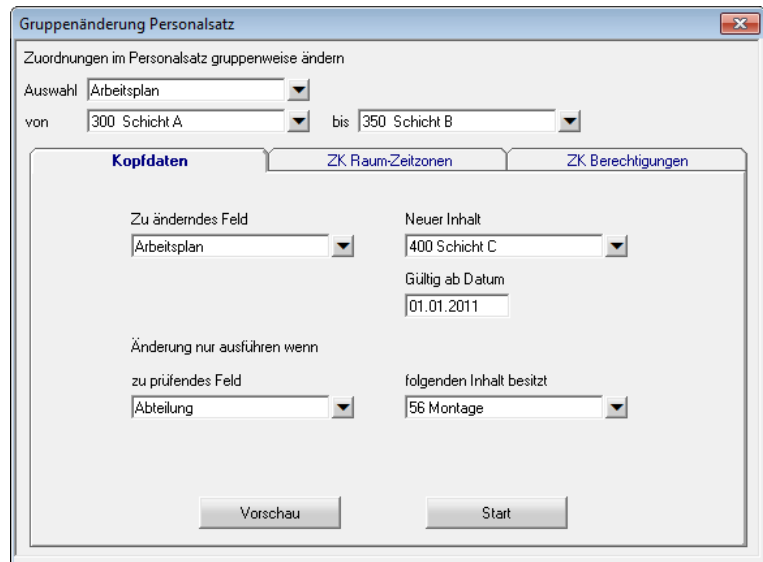 Gruppenänderung Personalsatz
Zuordnungen im Personalsatz gruppenweise ändern
Auswahl Arbeitsplan
von 300 Schicht A bis 350 Schicht B
Kopfdaten ZK Raum-Zeitzonen ZK Berechtigungen
Zu änderndes Feld Neuer Inhalt
Arbeitsplan 400 Schicht C
Gültig ab Datum
01.01.2011
Änderung nur ausführen wenn
zu prüfendes Feld folgenden Inhalt besitzt
Abteilung 56 Montage
Vorschau Start